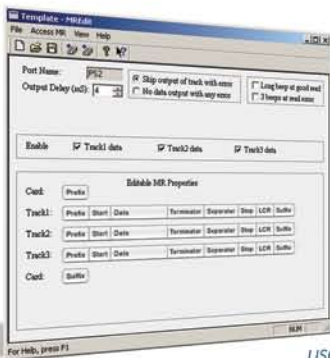 Template - MREdit
File Access MR View Help
Port Name: PS2
Output Delay (mS): 4
Skip output of track with error
No data output with any error
Long beep at good read
3 beeps at read error
Enable Track1 data Track2 data Track3 data
Editable MR Properties
Card: Prefix
Track1: Prefix Start Data Terminator Separator Stop LCR Suffix
Track2: Prefix Start Data Terminator Separator Stop LCR Suffix
Track3: Prefix Start Data Terminator Separator Stop LCR Suffix
Card: Suffix
For Help, press F1
NUM